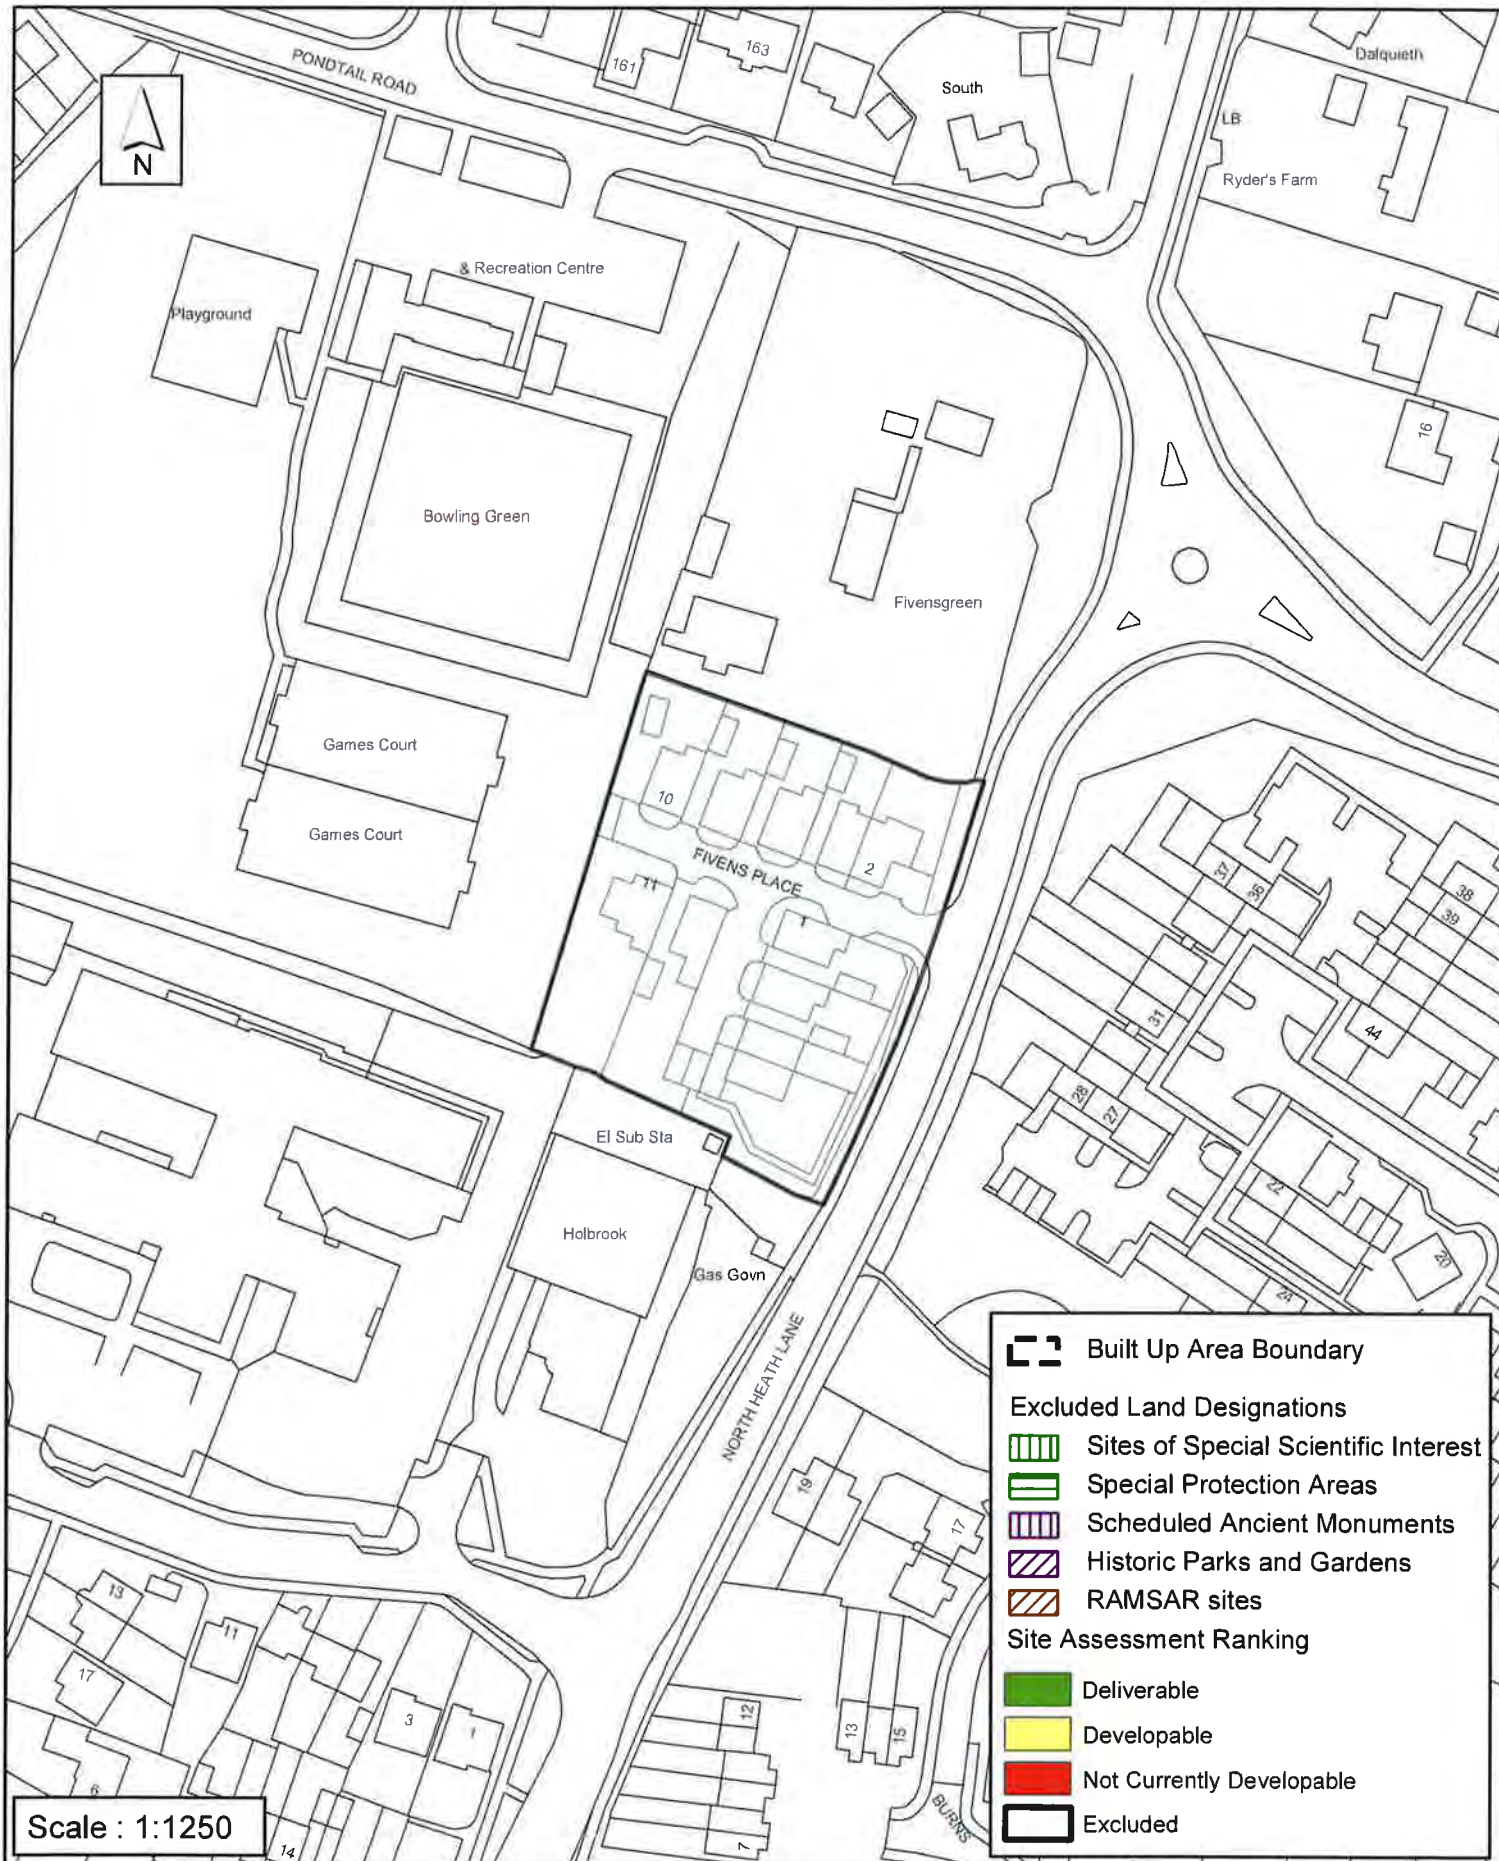 PONDTAIL ROAD
161
163
South
Dalquieth
LB
Ryder's Farm
N
& Recreation Centre
Playground
16
Bowling Green
Fivensgreen
Games Court
Games Court
10
FIVENS PLACE
2
11
1
37
36
38
39
31
44
28
27
22
20
24
El Sub Sta
Holbrook
Gas Govn
NORTH HEATH LANE
19
17
13
11
17
3
1
6
14
12
13
15
7
BURNS
Built Up Area Boundary
Excluded Land Designations
Sites of Special Scientific Interest
Special Protection Areas
Scheduled Ancient Monuments
Historic Parks and Gardens
RAMSAR sites
Site Assessment Ranking
Deliverable
Developable
Not Currently Developable
Excluded
Scale : 1:1250